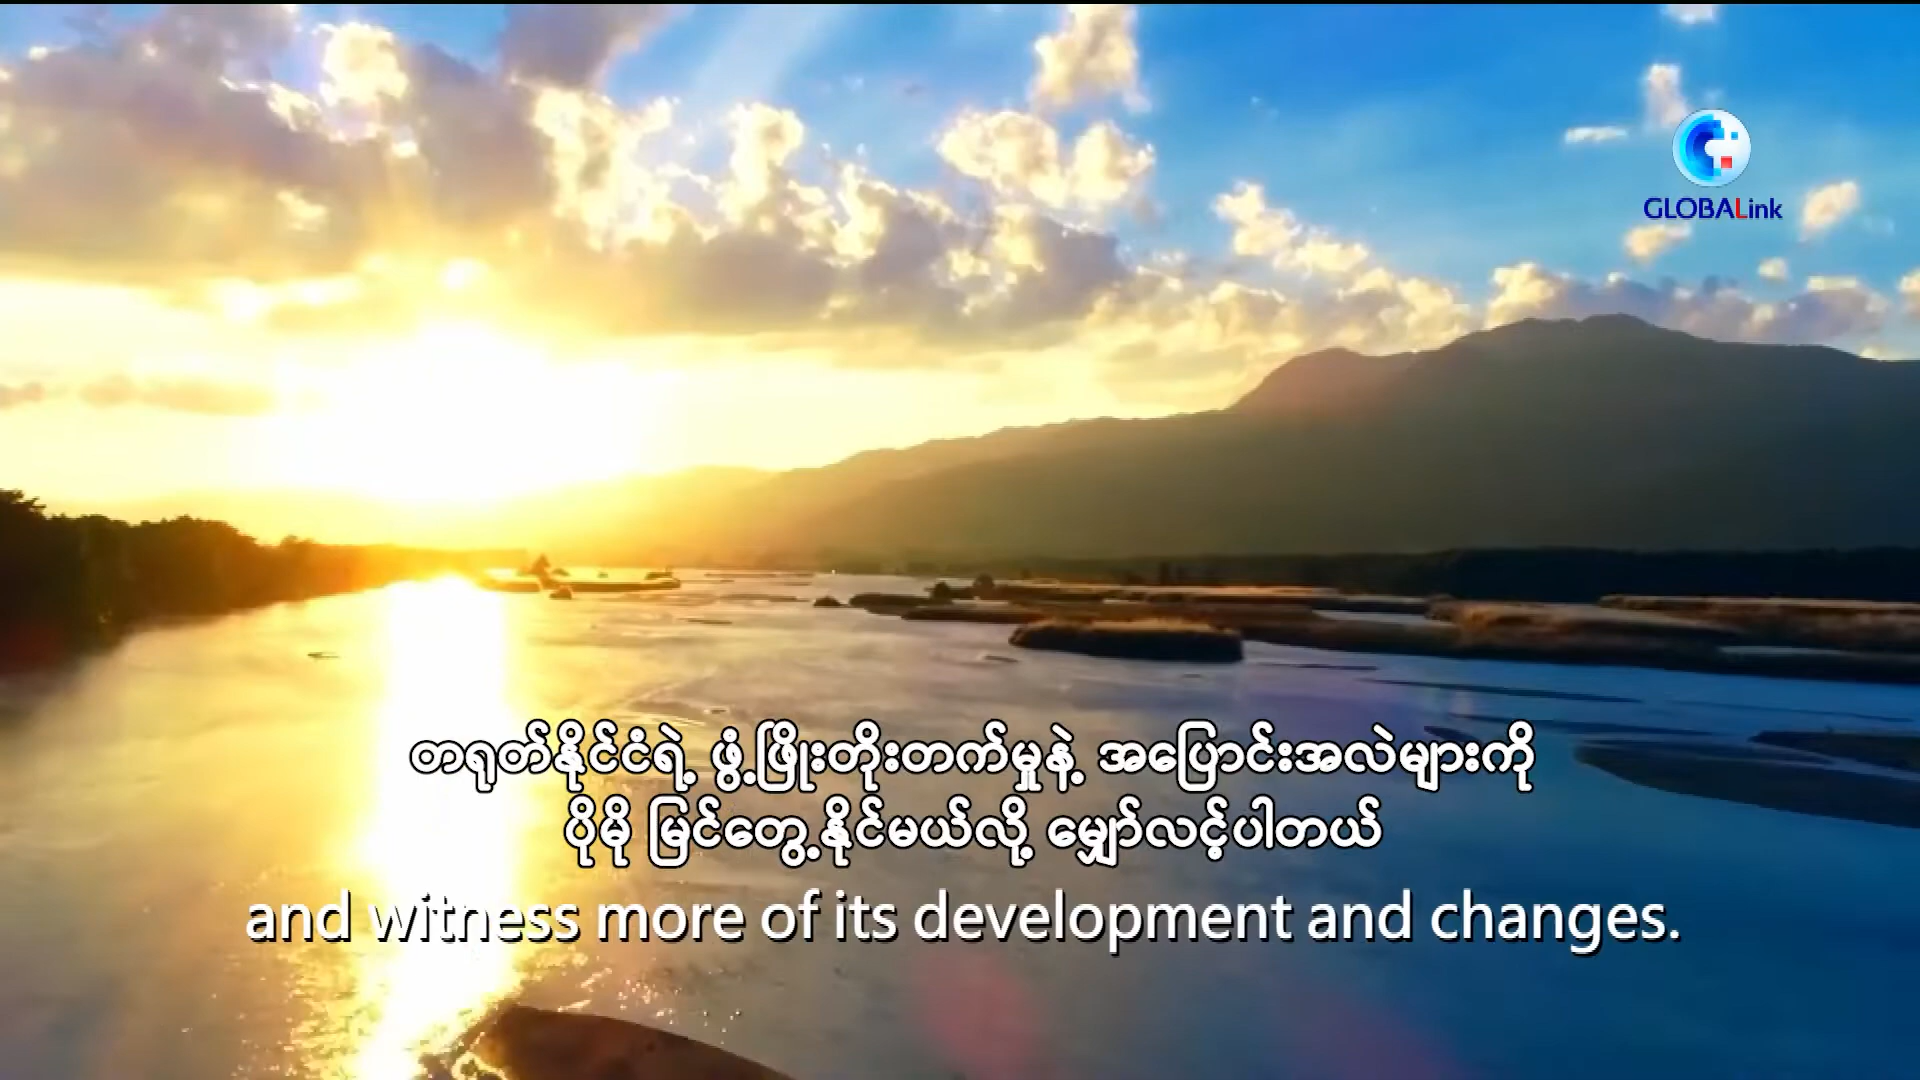 GLOBALink
တရုတ်နိုင်ငံရဲ့ ဖွံ့ဖြိုးတိုးတက်မှုနဲ့ အပြောင်းအလဲများကို
ပိုမို မြင်တွေ့နိုင်မယ်လို့ မျှော်လင့်ပါတယ်
and witness more of its development and changes.